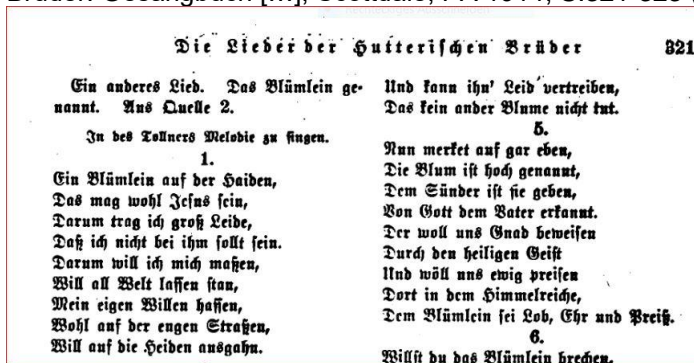 Die Lieder der Hutterischen Brüder 321
Ein anderes Lied. Das Blümlein ge-
nannt. Aus Quelle 2.
In des Tollners Melodie zu singen.
1.
Ein Blümlein auf der Haiden,
Das mag wohl Jesus sein,
Darum trag ich groß Leide,
Daß ich nicht bei ihm sollt sein.
Darum will ich mich maßen,
Will all Welt lassen stan,
Mein eigen Willen hassen,
Wohl auf der engen Straßen,
Will auf die Heiden ausgahn.
Und kann ihn' Leid vertreiben,
Das kein ander Blume nicht tut.
5.
Nun merket auf gar eben,
Die Blum ist hoch genannt,
Dem Sünder ist sie geben,
Von Gott dem Vater erkannt.
Der woll uns Gnad beweisen
Durch den heiligen Geist
Und wöll uns ewig preisen
Dort in dem Himmelreiche,
Dem Blümlein sei Lob, Ehr und Preiß.
6.
Willst du das Blümlein brechen,